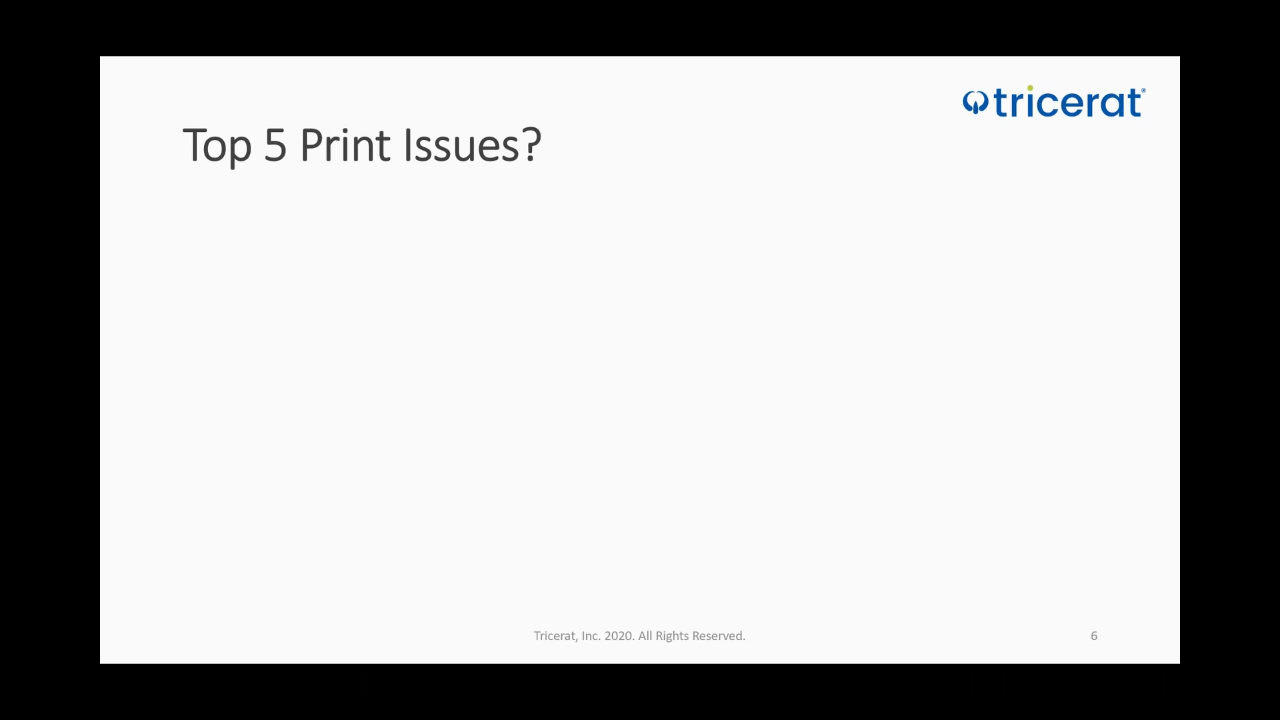 tricerat®
Top 5 Print Issues?
Tricerat, Inc. 2020. All Rights Reserved.
6